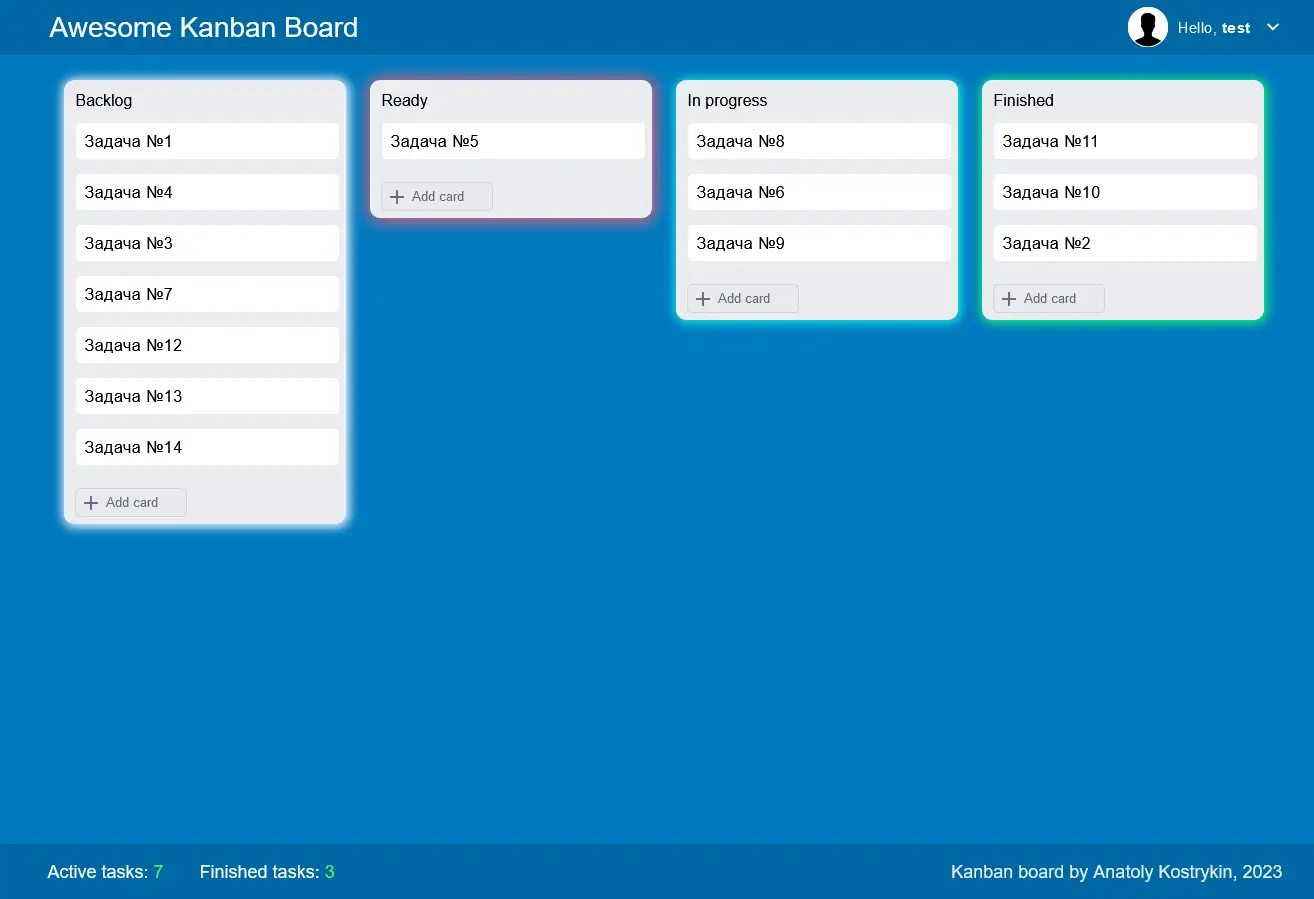 Awesome Kanban Board
Hello, test
Backlog
Задача №1
Задача №4
Задача №3
Задача №7
Задача №12
Задача №13
Задача №14
Add card
Ready
Задача №5
Add card
In progress
Задача №8
Задача №6
Задача №9
Add card
Finished
Задача №11
Задача №10
Задача №2
Add card
Active tasks: 7
Finished tasks: 3
Kanban board by Anatoly Kostrykin, 2023